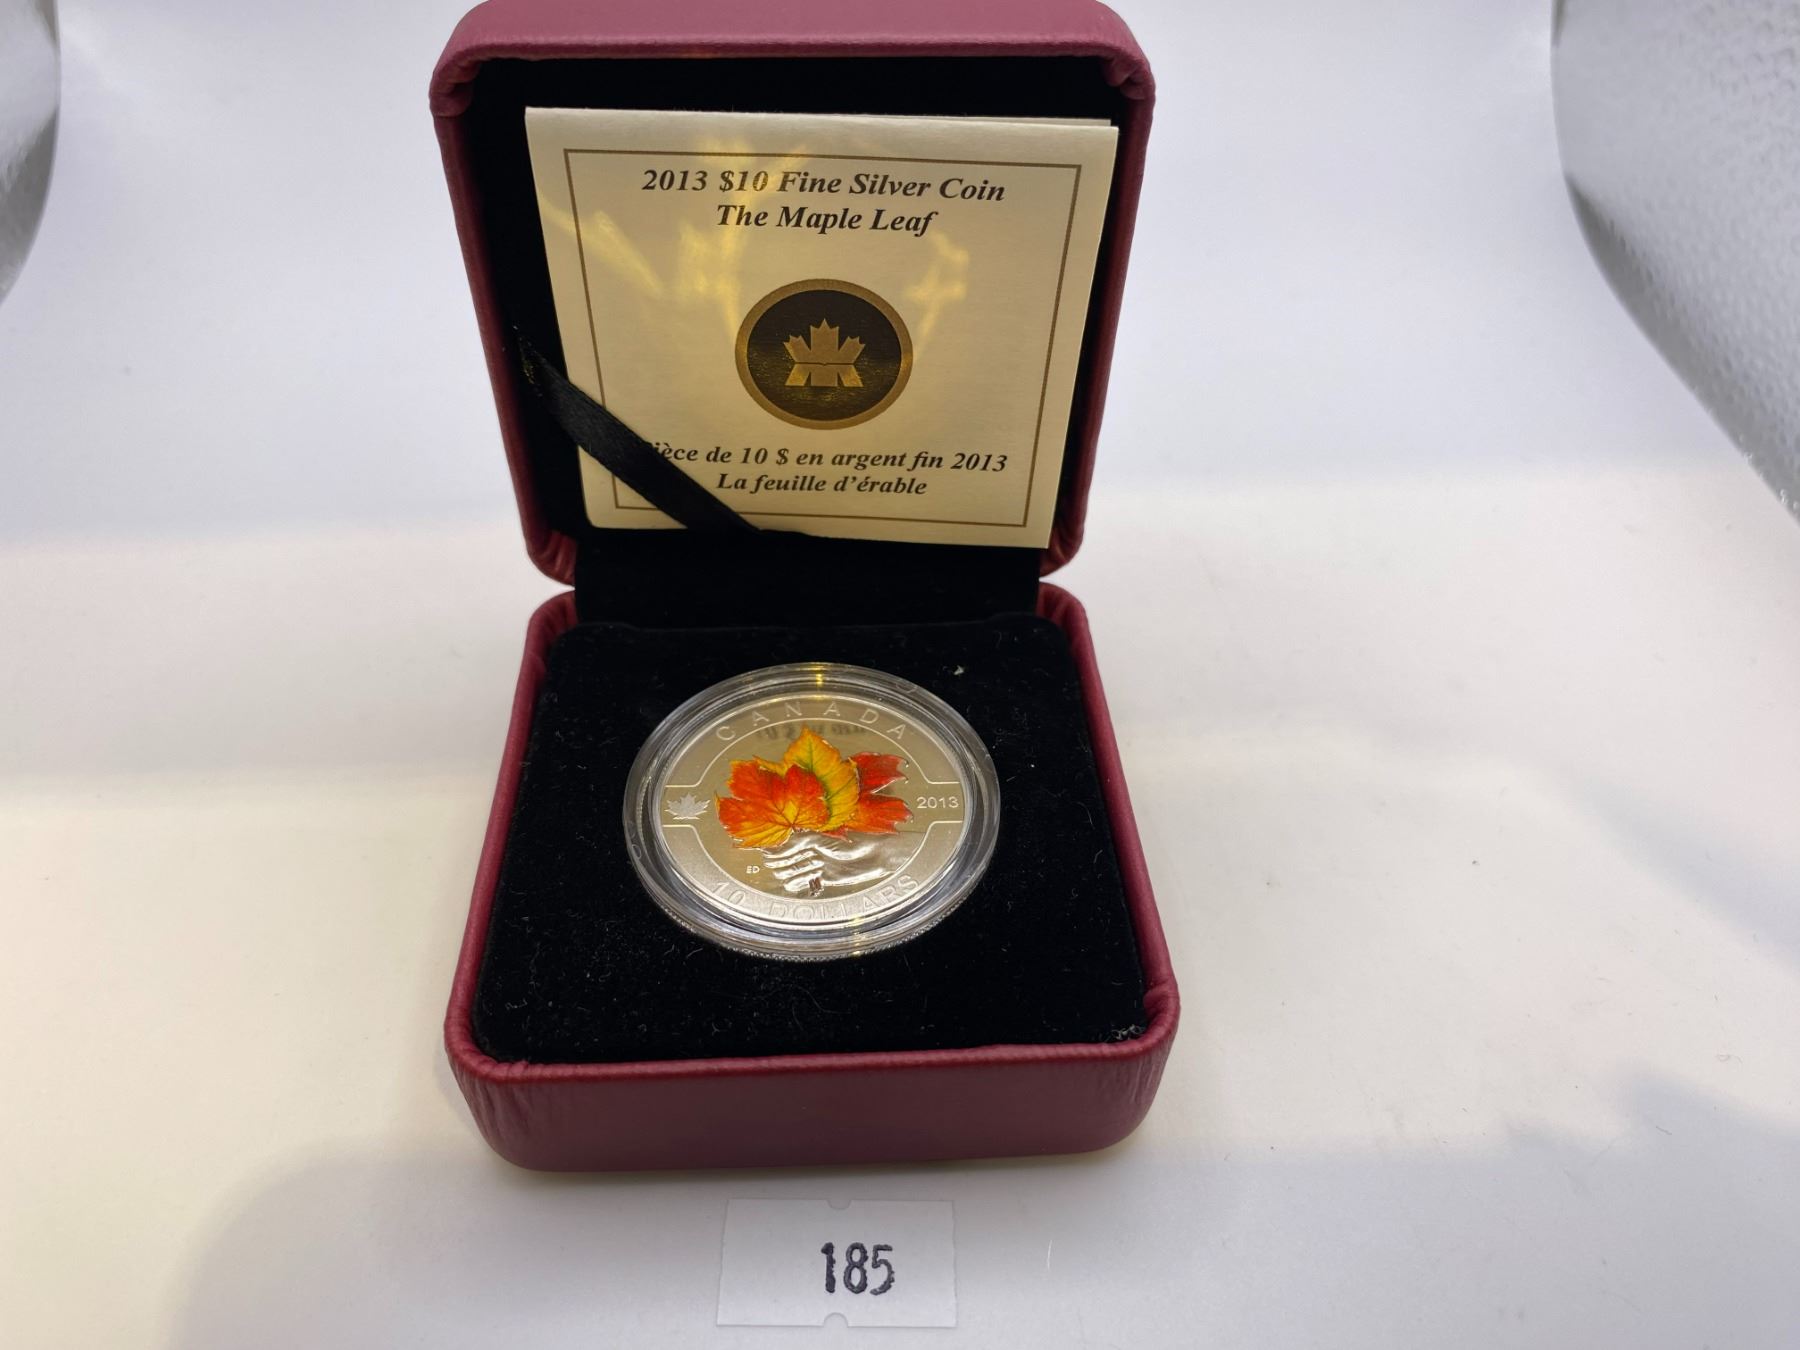 2013 $10 Fine Silver Coin
The Maple Leaf
de 10 $ en argent fin 2013
La feuille d'érable
CANADA
2013
ED
10 DOLLARS
185